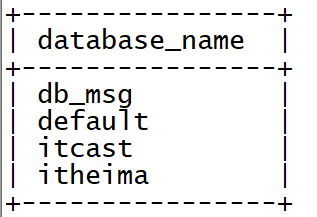 +----------------+
| database_name  |
+----------------+
| db_msg         |
| default        |
| itcast         |
| itheima        |
+----------------+